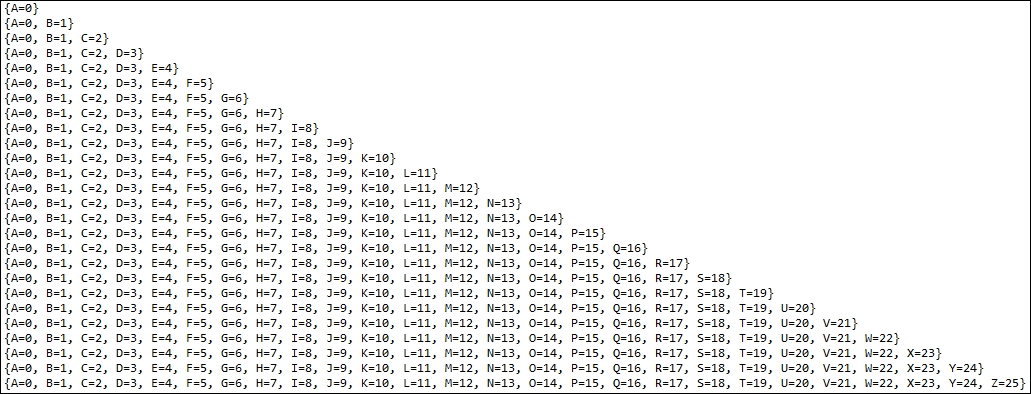 {A=0}
{A=0, B=1}
{A=0, B=1, C=2}
{A=0, B=1, C=2, D=3}
{A=0, B=1, C=2, D=3, E=4}
{A=0, B=1, C=2, D=3, E=4, F=5}
{A=0, B=1, C=2, D=3, E=4, F=5, G=6}
{A=0, B=1, C=2, D=3, E=4, F=5, G=6, H=7}
{A=0, B=1, C=2, D=3, E=4, F=5, G=6, H=7, I=8}
{A=0, B=1, C=2, D=3, E=4, F=5, G=6, H=7, I=8, J=9}
{A=0, B=1, C=2, D=3, E=4, F=5, G=6, H=7, I=8, J=9, K=10}
{A=0, B=1, C=2, D=3, E=4, F=5, G=6, H=7, I=8, J=9, K=10, L=11}
{A=0, B=1, C=2, D=3, E=4, F=5, G=6, H=7, I=8, J=9, K=10, L=11, M=12}
{A=0, B=1, C=2, D=3, E=4, F=5, G=6, H=7, I=8, J=9, K=10, L=11, M=12, N=13}
{A=0, B=1, C=2, D=3, E=4, F=5, G=6, H=7, I=8, J=9, K=10, L=11, M=12, N=13, O=14}
{A=0, B=1, C=2, D=3, E=4, F=5, G=6, H=7, I=8, J=9, K=10, L=11, M=12, N=13, O=14, P=15}
{A=0, B=1, C=2, D=3, E=4, F=5, G=6, H=7, I=8, J=9, K=10, L=11, M=12, N=13, O=14, P=15, Q=16}
{A=0, B=1, C=2, D=3, E=4, F=5, G=6, H=7, I=8, J=9, K=10, L=11, M=12, N=13, O=14, P=15, Q=16, R=17}
{A=0, B=1, C=2, D=3, E=4, F=5, G=6, H=7, I=8, J=9, K=10, L=11, M=12, N=13, O=14, P=15, Q=16, R=17, S=18}
{A=0, B=1, C=2, D=3, E=4, F=5, G=6, H=7, I=8, J=9, K=10, L=11, M=12, N=13, O=14, P=15, Q=16, R=17, S=18, T=19}
{A=0, B=1, C=2, D=3, E=4, F=5, G=6, H=7, I=8, J=9, K=10, L=11, M=12, N=13, O=14, P=15, Q=16, R=17, S=18, T=19, U=20}
{A=0, B=1, C=2, D=3, E=4, F=5, G=6, H=7, I=8, J=9, K=10, L=11, M=12, N=13, O=14, P=15, Q=16, R=17, S=18, T=19, U=20, V=21}
{A=0, B=1, C=2, D=3, E=4, F=5, G=6, H=7, I=8, J=9, K=10, L=11, M=12, N=13, O=14, P=15, Q=16, R=17, S=18, T=19, U=20, V=21, W=22}
{A=0, B=1, C=2, D=3, E=4, F=5, G=6, H=7, I=8, J=9, K=10, L=11, M=12, N=13, O=14, P=15, Q=16, R=17, S=18, T=19, U=20, V=21, W=22, X=23}
{A=0, B=1, C=2, D=3, E=4, F=5, G=6, H=7, I=8, J=9, K=10, L=11, M=12, N=13, O=14, P=15, Q=16, R=17, S=18, T=19, U=20, V=21, W=22, X=23, Y=24}
{A=0, B=1, C=2, D=3, E=4, F=5, G=6, H=7, I=8, J=9, K=10, L=11, M=12, N=13, O=14, P=15, Q=16, R=17, S=18, T=19, U=20, V=21, W=22, X=23, Y=24, Z=25}